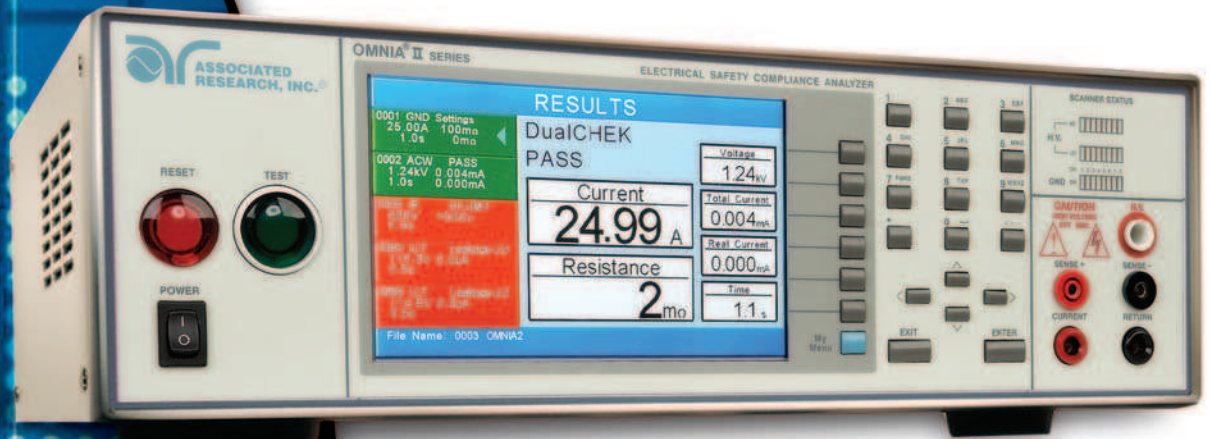 ASSOCIATED
RESEARCH, INC.®
OMNIA® II SERIES
ELECTRICAL SAFETY COMPLIANCE ANALYZER
RESET
TEST
POWER
I
O
RESULTS
0001 GND Settings
25.00A 100mΩ
1.0s 0mΩ
0002 ACW PASS
1.24kV 0.004mA
1.0s 0.000mA
DualCHEK
PASS
Current
24.99 A
Resistance
2mΩ
Voltage
1.24kV
Total Current
0.004mA
Real Current
0.000mA
Time
1.1s
File Name: 0003 OMNIA2
My
Menu
1
2 ABC
3 DEF
4 GHI
5 JKL
6 MNO
7 PQRS
8 TUV
9 WXYZ
0
EXIT
ENTER
SCANNER STATUS
H.V.
GND
CAUTION
H.V.
SENSE +
SENSE -
CURRENT
RETURN